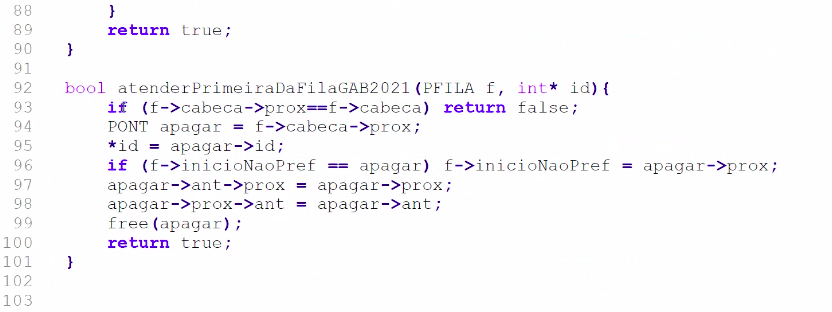 88 }
89 return true;
90 }
91
92 bool atenderPrimeiraDaFilaGAB2021(PFILA f, int* id){
93 if (f->cabeca->prox==f->cabeca) return false;
94 PONT apagar = f->cabeca->prox;
95 *id = apagar->id;
96 if (f->inicioNaoPref == apagar) f->inicioNaoPref = apagar->prox;
97 apagar->ant->prox = apagar->prox;
98 apagar->prox->ant = apagar->ant;
99 free(apagar);
100 return true;
101 }
102
103